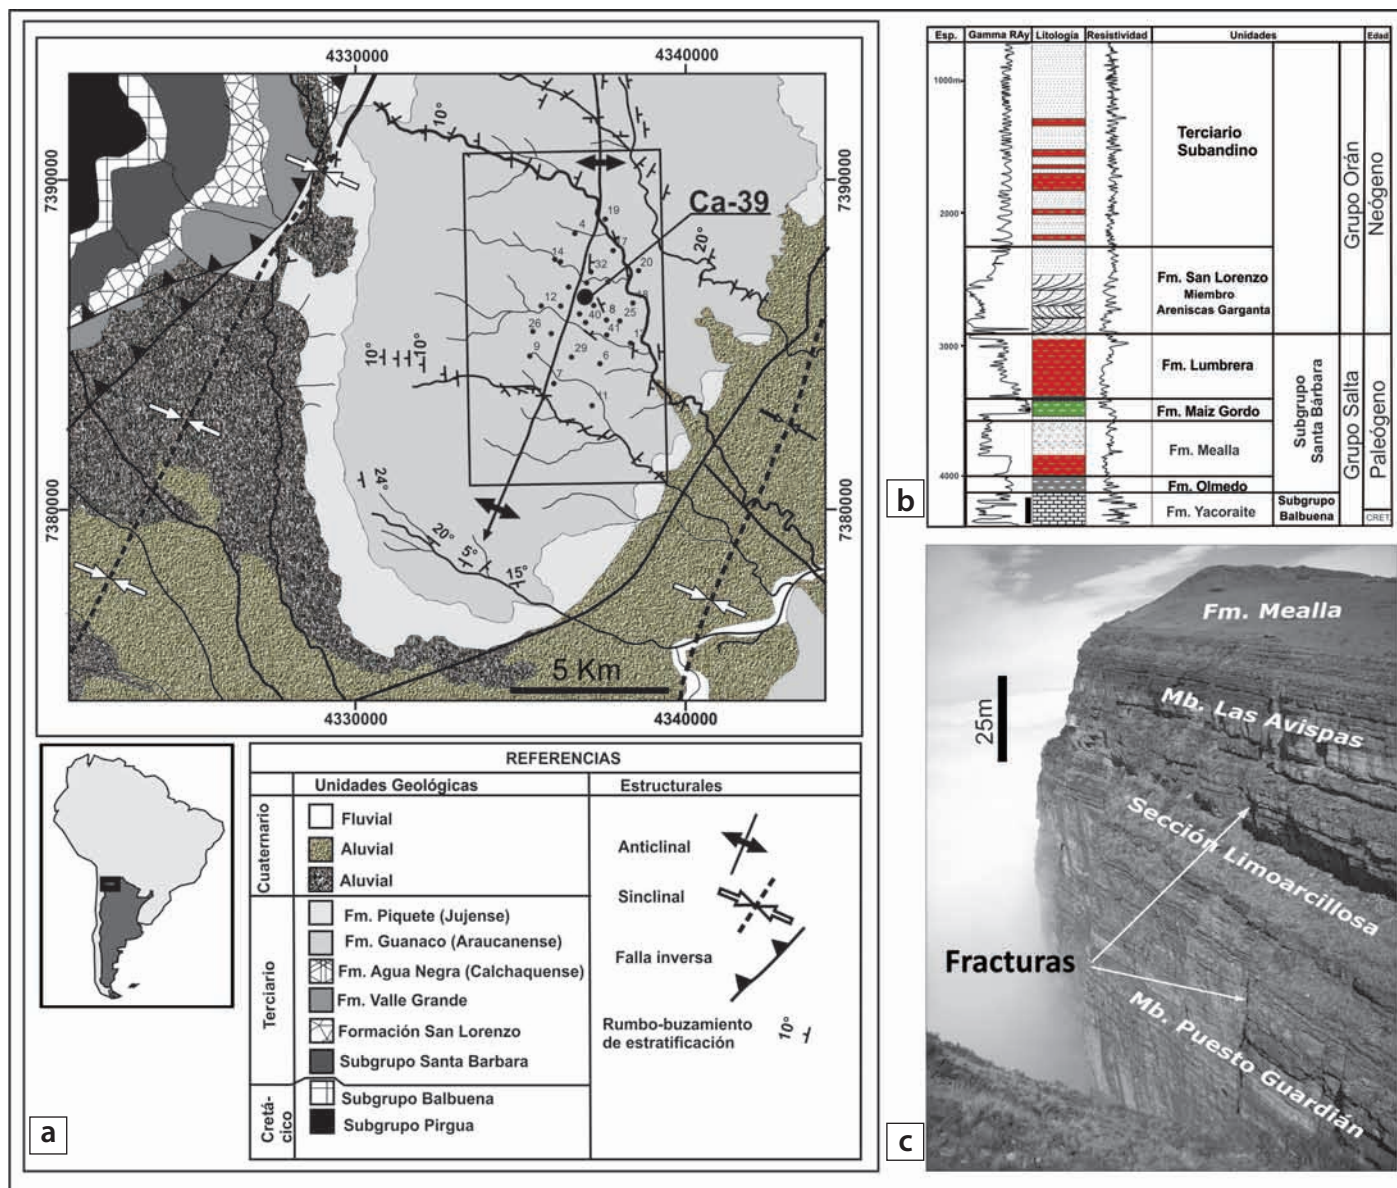 4330000
4340000
7390000
7390000
7380000
7380000
10°
Ca-39
20°
19
4
17
14
32
20
12
18
40
8
25
26
41
9
29
6
7
11
10°
10°
24°
20°
5°
15°
5 Km
4330000
4340000
REFERENCIAS
Unidades Geológicas
Estructurales
Cuaternario
Fluvial
Aluvial
Aluvial
Terciario
Fm. Piquete (Jujense)
Fm. Guanaco (Araucanense)
Fm. Agua Negra (Calchaquense)
Fm. Valle Grande
Formación San Lorenzo
Subgrupo Santa Barbara
Cretá-
cico
Subgrupo Balbuena
Subgrupo Pirgua
Anticlinal
Sinclinal
Falla inversa
Rumbo-buzamiento
de estratificación
10°
a
Esp.
Gamma RAy
Litología
Resistividad
Unidades
Edad
1000m
2000
3000
4000
Terciario
Subandino
Fm. San Lorenzo
Miembro
Areniscas Garganta
Fm. Lumbrera
Fm. Maiz Gordo
Fm. Mealla
Fm. Olmedo
Fm. Yacoraite
Subgrupo
Santa Bárbara
Subgrupo
Balbuena
Grupo Orán
Grupo Salta
Neógeno
Paleógeno
CRET.
b
Fm. Mealla
25m
Mb. Las Avispas
Sección Limoarcillosa
Fracturas
Mb. Puesto Guardián
c